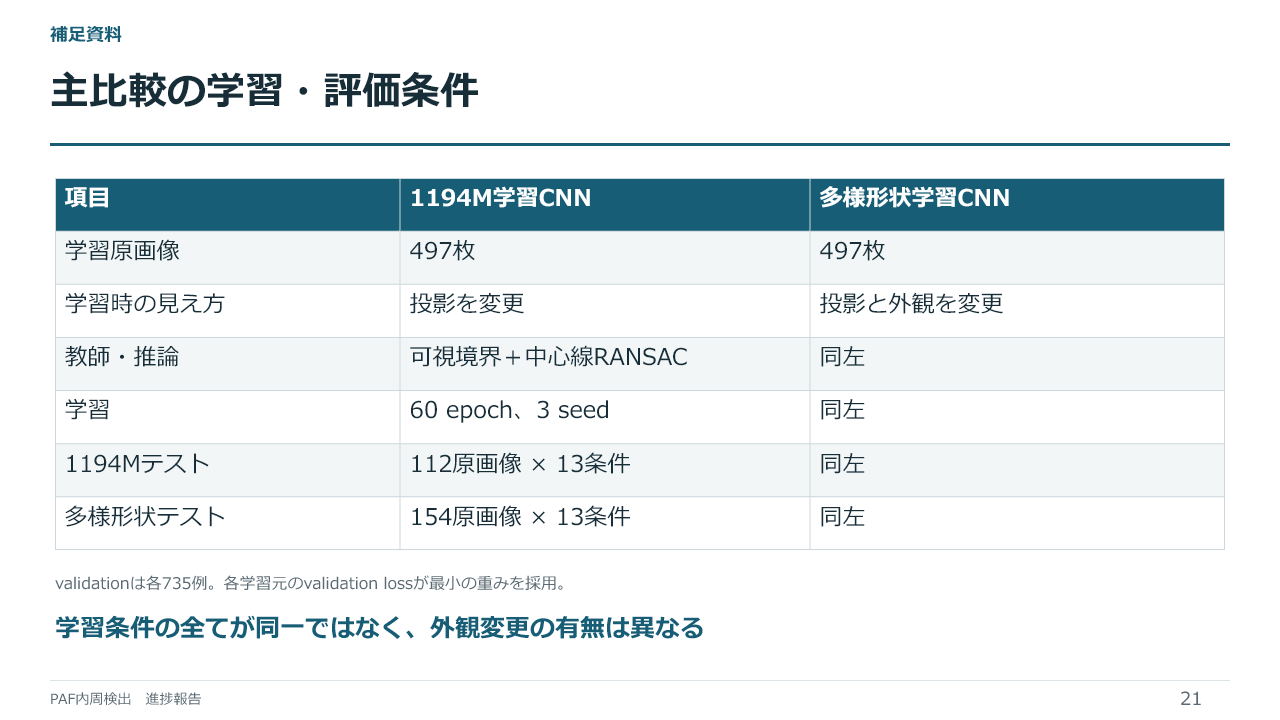 補足資料
主比較の学習・評価条件
項目 1194M学習CNN 多様形状学習CNN
学習原画像 497枚 497枚
学習時の見え方 投影を変更 投影と外観を変更
教師・推論 可視境界＋中心線RANSAC 同左
学習 60 epoch、3 seed 同左
1194Mテスト 112原画像 × 13条件 同左
多様形状テスト 154原画像 × 13条件 同左
validationは各735例。各学習元のvalidation lossが最小の重みを採用。
学習条件の全てが同一ではなく、外観変更の有無は異なる
PAF内周検出　進捗報告 21